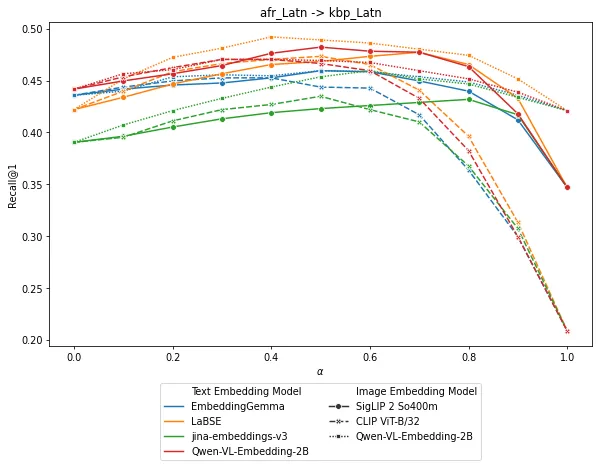 afr_Latn -> kbp_Latn
0.50
0.45
0.40
0.35
0.30
0.25
0.20
Recall@1
0.0 0.2 0.4 0.6 0.8 1.0
α
Text Embedding Model
EmbeddingGemma
LaBSE
jina-embeddings-v3
Qwen-VL-Embedding-2B
Image Embedding Model
SigLIP 2 So400m
CLIP ViT-B/32
Qwen-VL-Embedding-2B